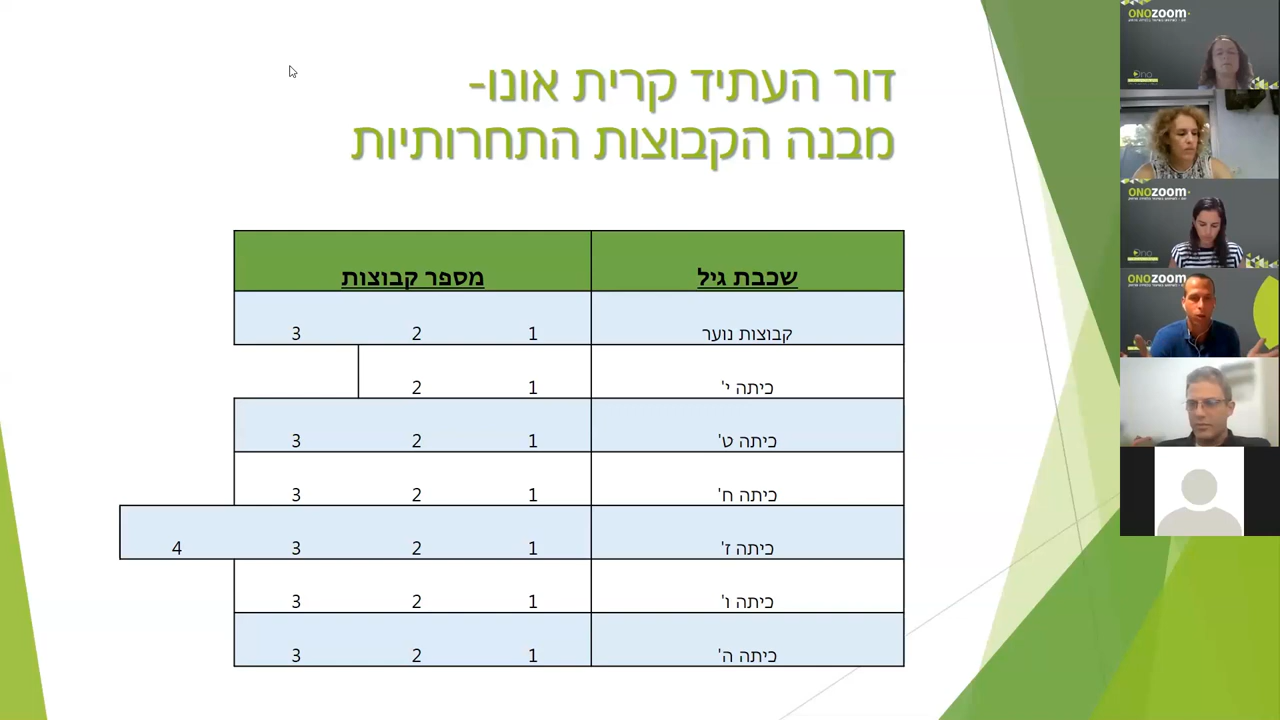 דור העתיד קרית אונו-
מבנה הקבוצות התחרותיות
שכבת גיל מספר קבוצות
קבוצות נוער 1 2 3
כיתה י' 1 2
כיתה ט' 1 2 3
כיתה ח' 1 2 3
כיתה ז' 1 2 3 4
כיתה ו' 1 2 3
כיתה ה' 1 2 3
ONOZOOM
Ono
ONOZOOM
Ono
ONOZOOM